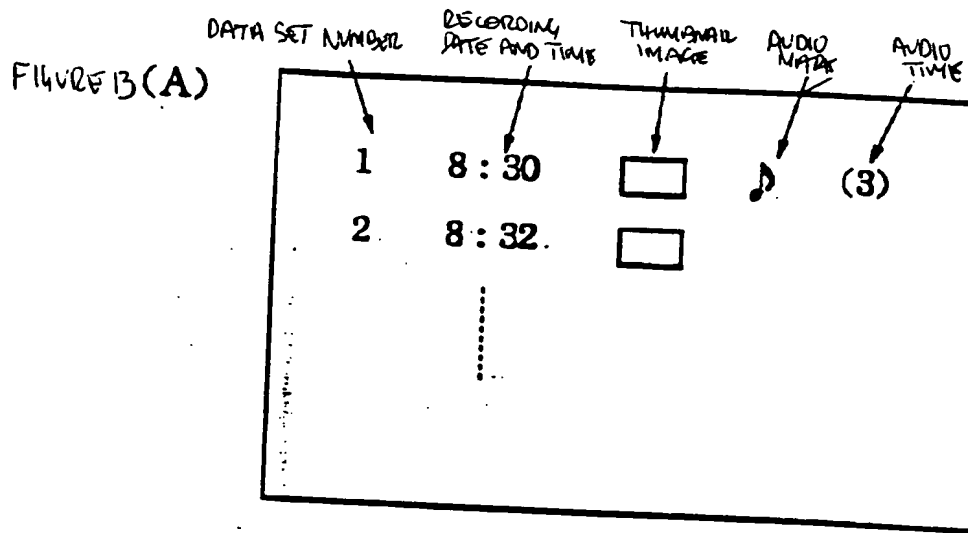 DATA SET NUMBER
RECORDING
DATE AND TIME
THUMBNAIL
IMAGE
AUDIO
MARK
AUDIO
TIME
FIGURE 13 (A)
1 8:30 ♪ (3)
2 8:32